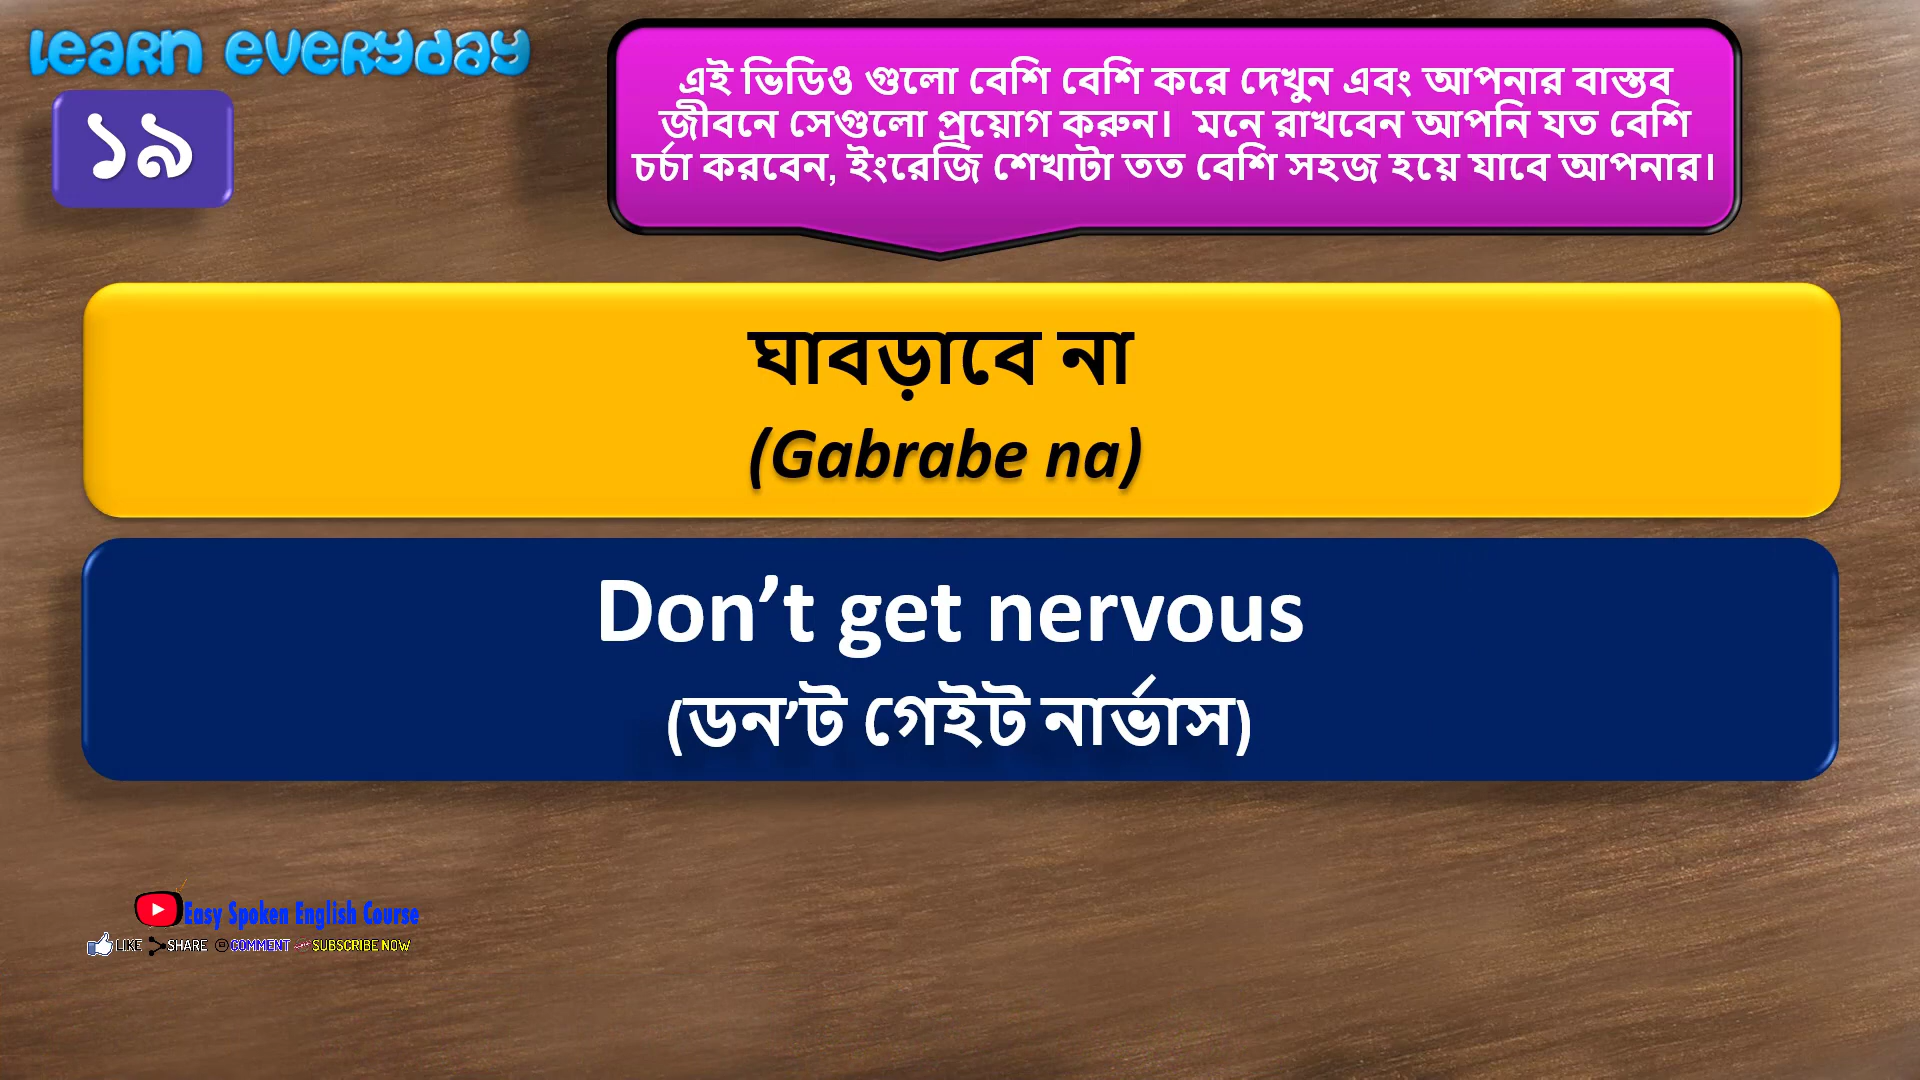 Learn Everyday
১৯
এই ভিডিও গুলো বেশি বেশি করে দেখুন এবং আপনার বাস্তব
জীবনে সেগুলো প্রয়োগ করুন। মনে রাখবেন আপনি যত বেশি
চর্চা করবেন, ইংরেজি শেখাটা তত বেশি সহজ হয়ে যাবে আপনার।
ঘাবড়াবে না
(Gabrabe na)
Don’t get nervous
(ডন’ট গেইট নার্ভাস)
Easy Spoken English Course
LIKE SHARE COMMENT SUBSCRIBE NOW